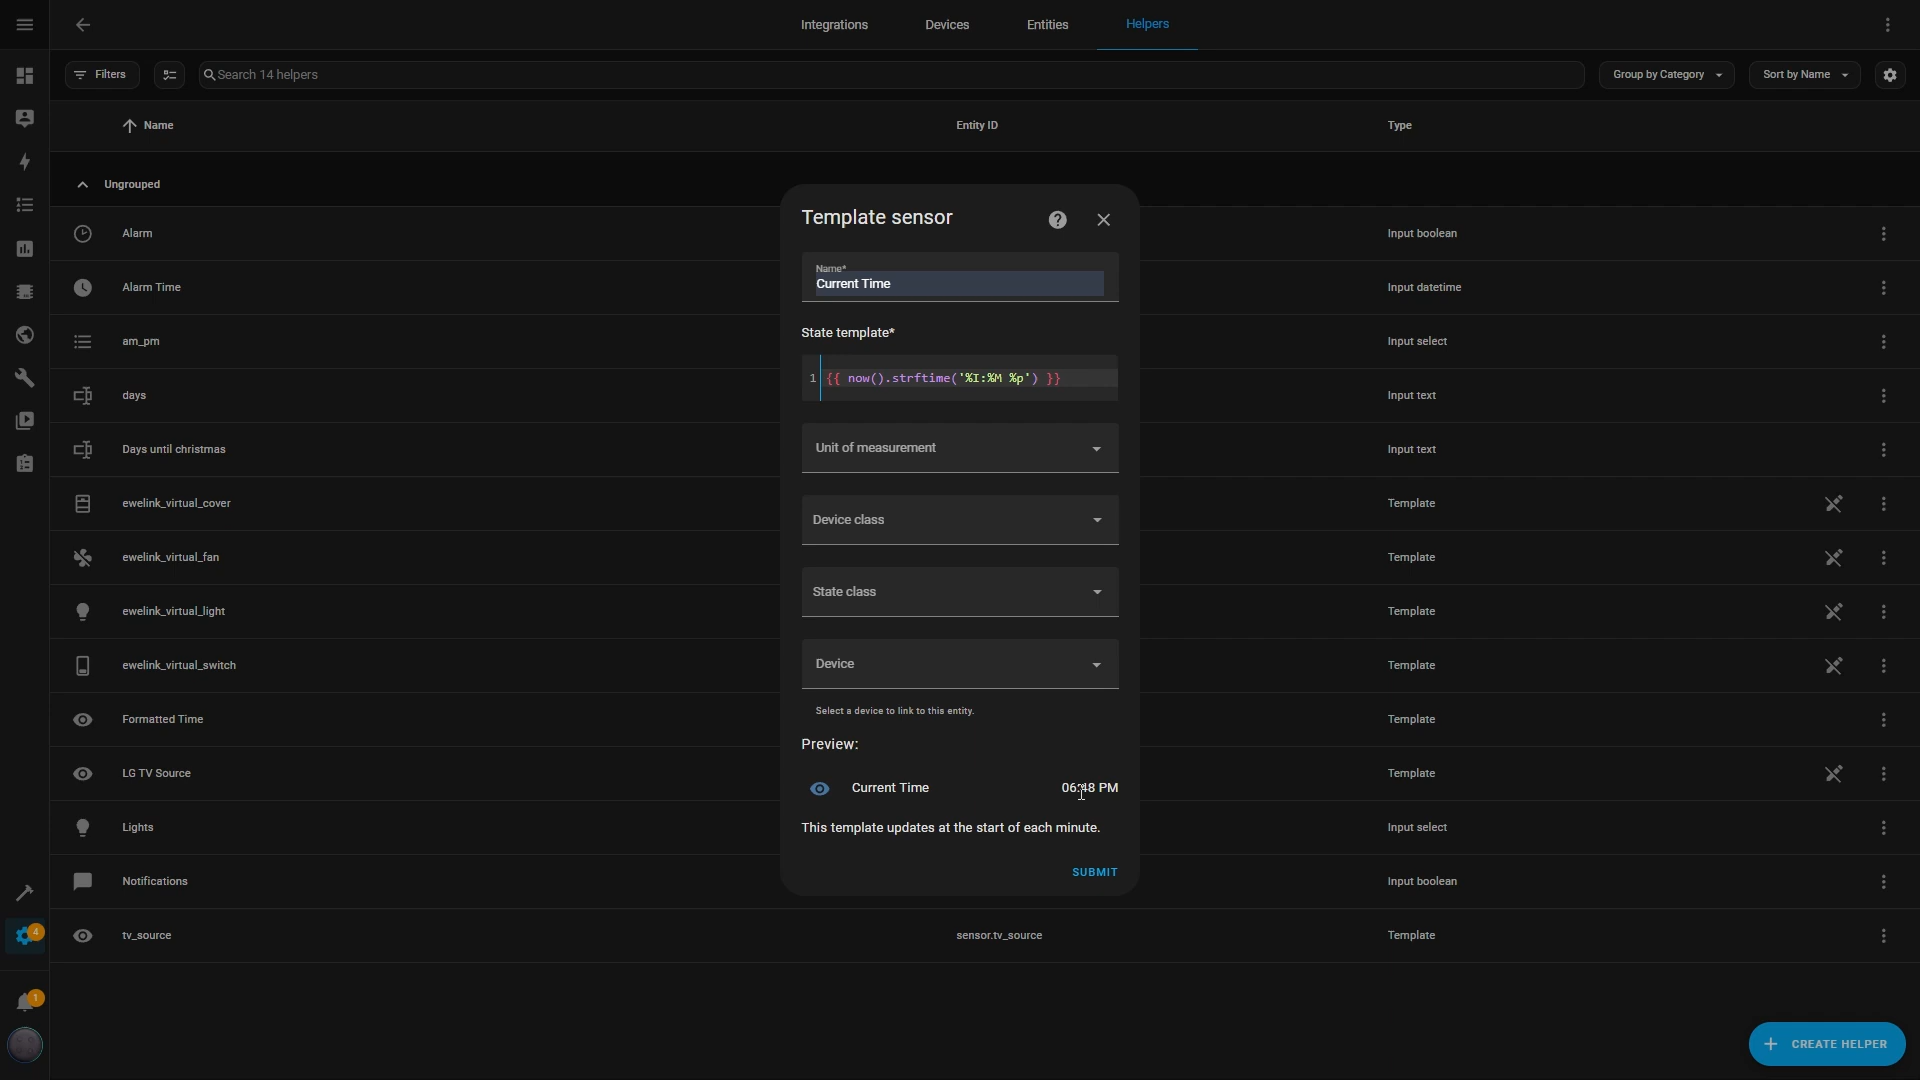 Integrations
Devices
Entities
Helpers
Filters
Search 14 helpers
Group by Category
Sort by Name
Name
Entity ID
Type
Ungrouped
Alarm
Input boolean
Alarm Time
Input datetime
am_pm
Input select
days
Input text
Days until christmas
Input text
ewelink_virtual_cover
Template
ewelink_virtual_fan
Template
ewelink_virtual_light
Template
ewelink_virtual_switch
Template
Formatted Time
Template
LG TV Source
Template
Lights
Input select
Notifications
Input boolean
tv_source
sensor.tv_source
Template
Template sensor
Name*
Current Time
State template*
1 {{ now().strftime('%I:%M %p') }}
Unit of measurement
Device class
State class
Device
Select a device to link to this entity.
Preview:
Current Time
06:48 PM
This template updates at the start of each minute.
SUBMIT
4
1
CREATE HELPER